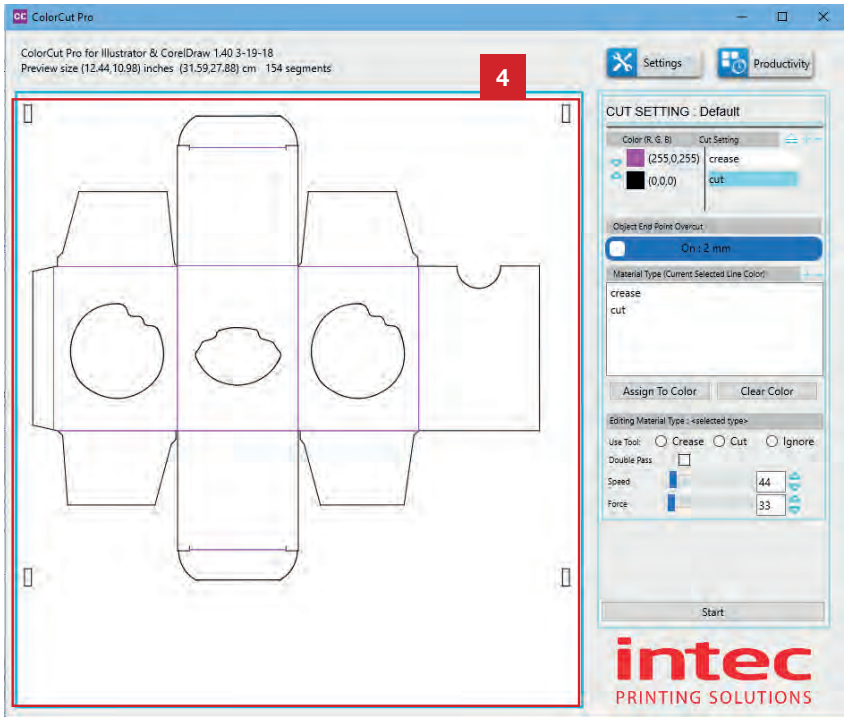 CC ColorCut Pro
ColorCut Pro for Illustrator & CorelDraw 1.40 3-19-18
Preview size (12.44,10.98) inches (31.59,27.88) cm 154 segments
4
Settings
Productivity
CUT SETTING : Default
Color (R. G. B) Cut Setting
(255,0,255) crease
(0,0,0) cut
Object End Point Overcut
On : 2 mm
Material Type (Current Selected Line Color)
crease
cut
Assign To Color Clear Color
Editing Material Type : <selected type>
Use Tool: Crease Cut Ignore
Double Pass
Speed 44
Force 33
Start
intec
PRINTING SOLUTIONS